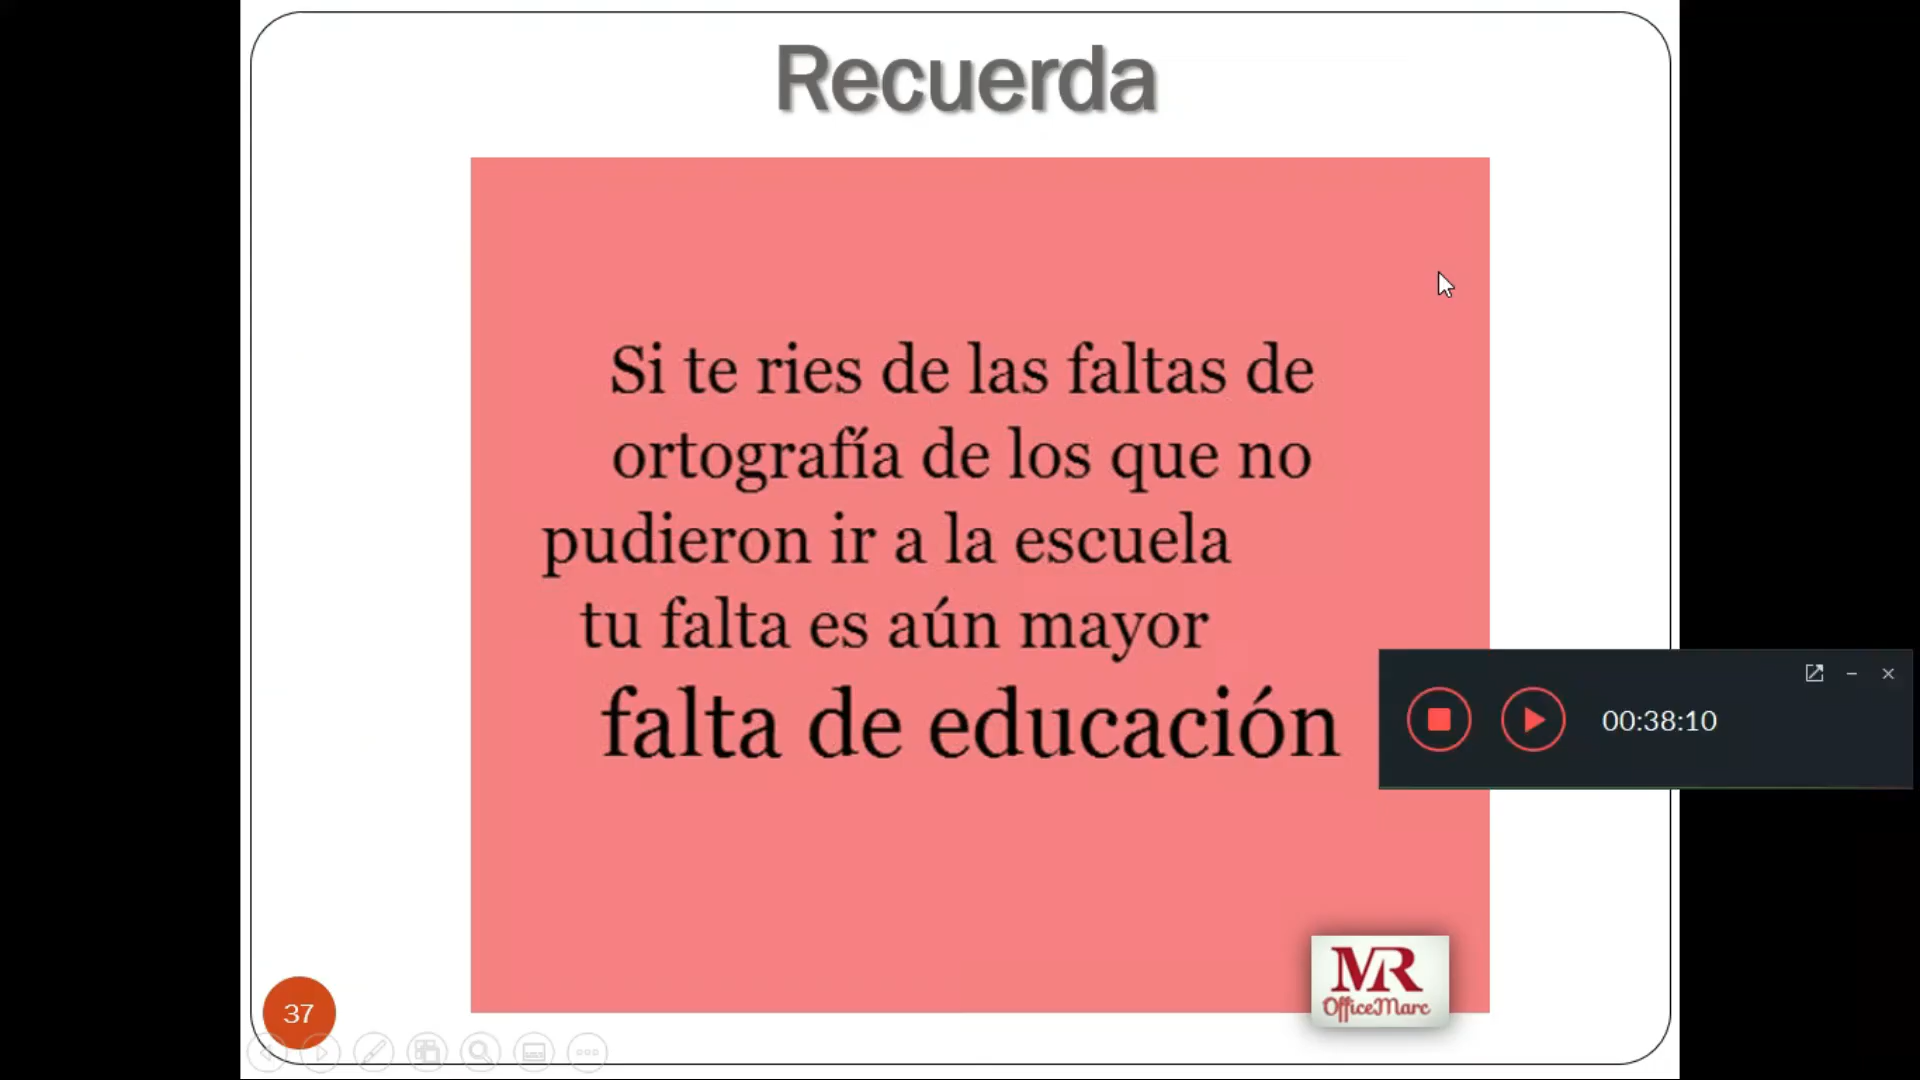 Recuerda
Si te ries de las faltas de
ortografía de los que no
pudieron ir a la escuela
tu falta es aún mayor
falta de educación
00:38:10
MR
OfficeMarc
37